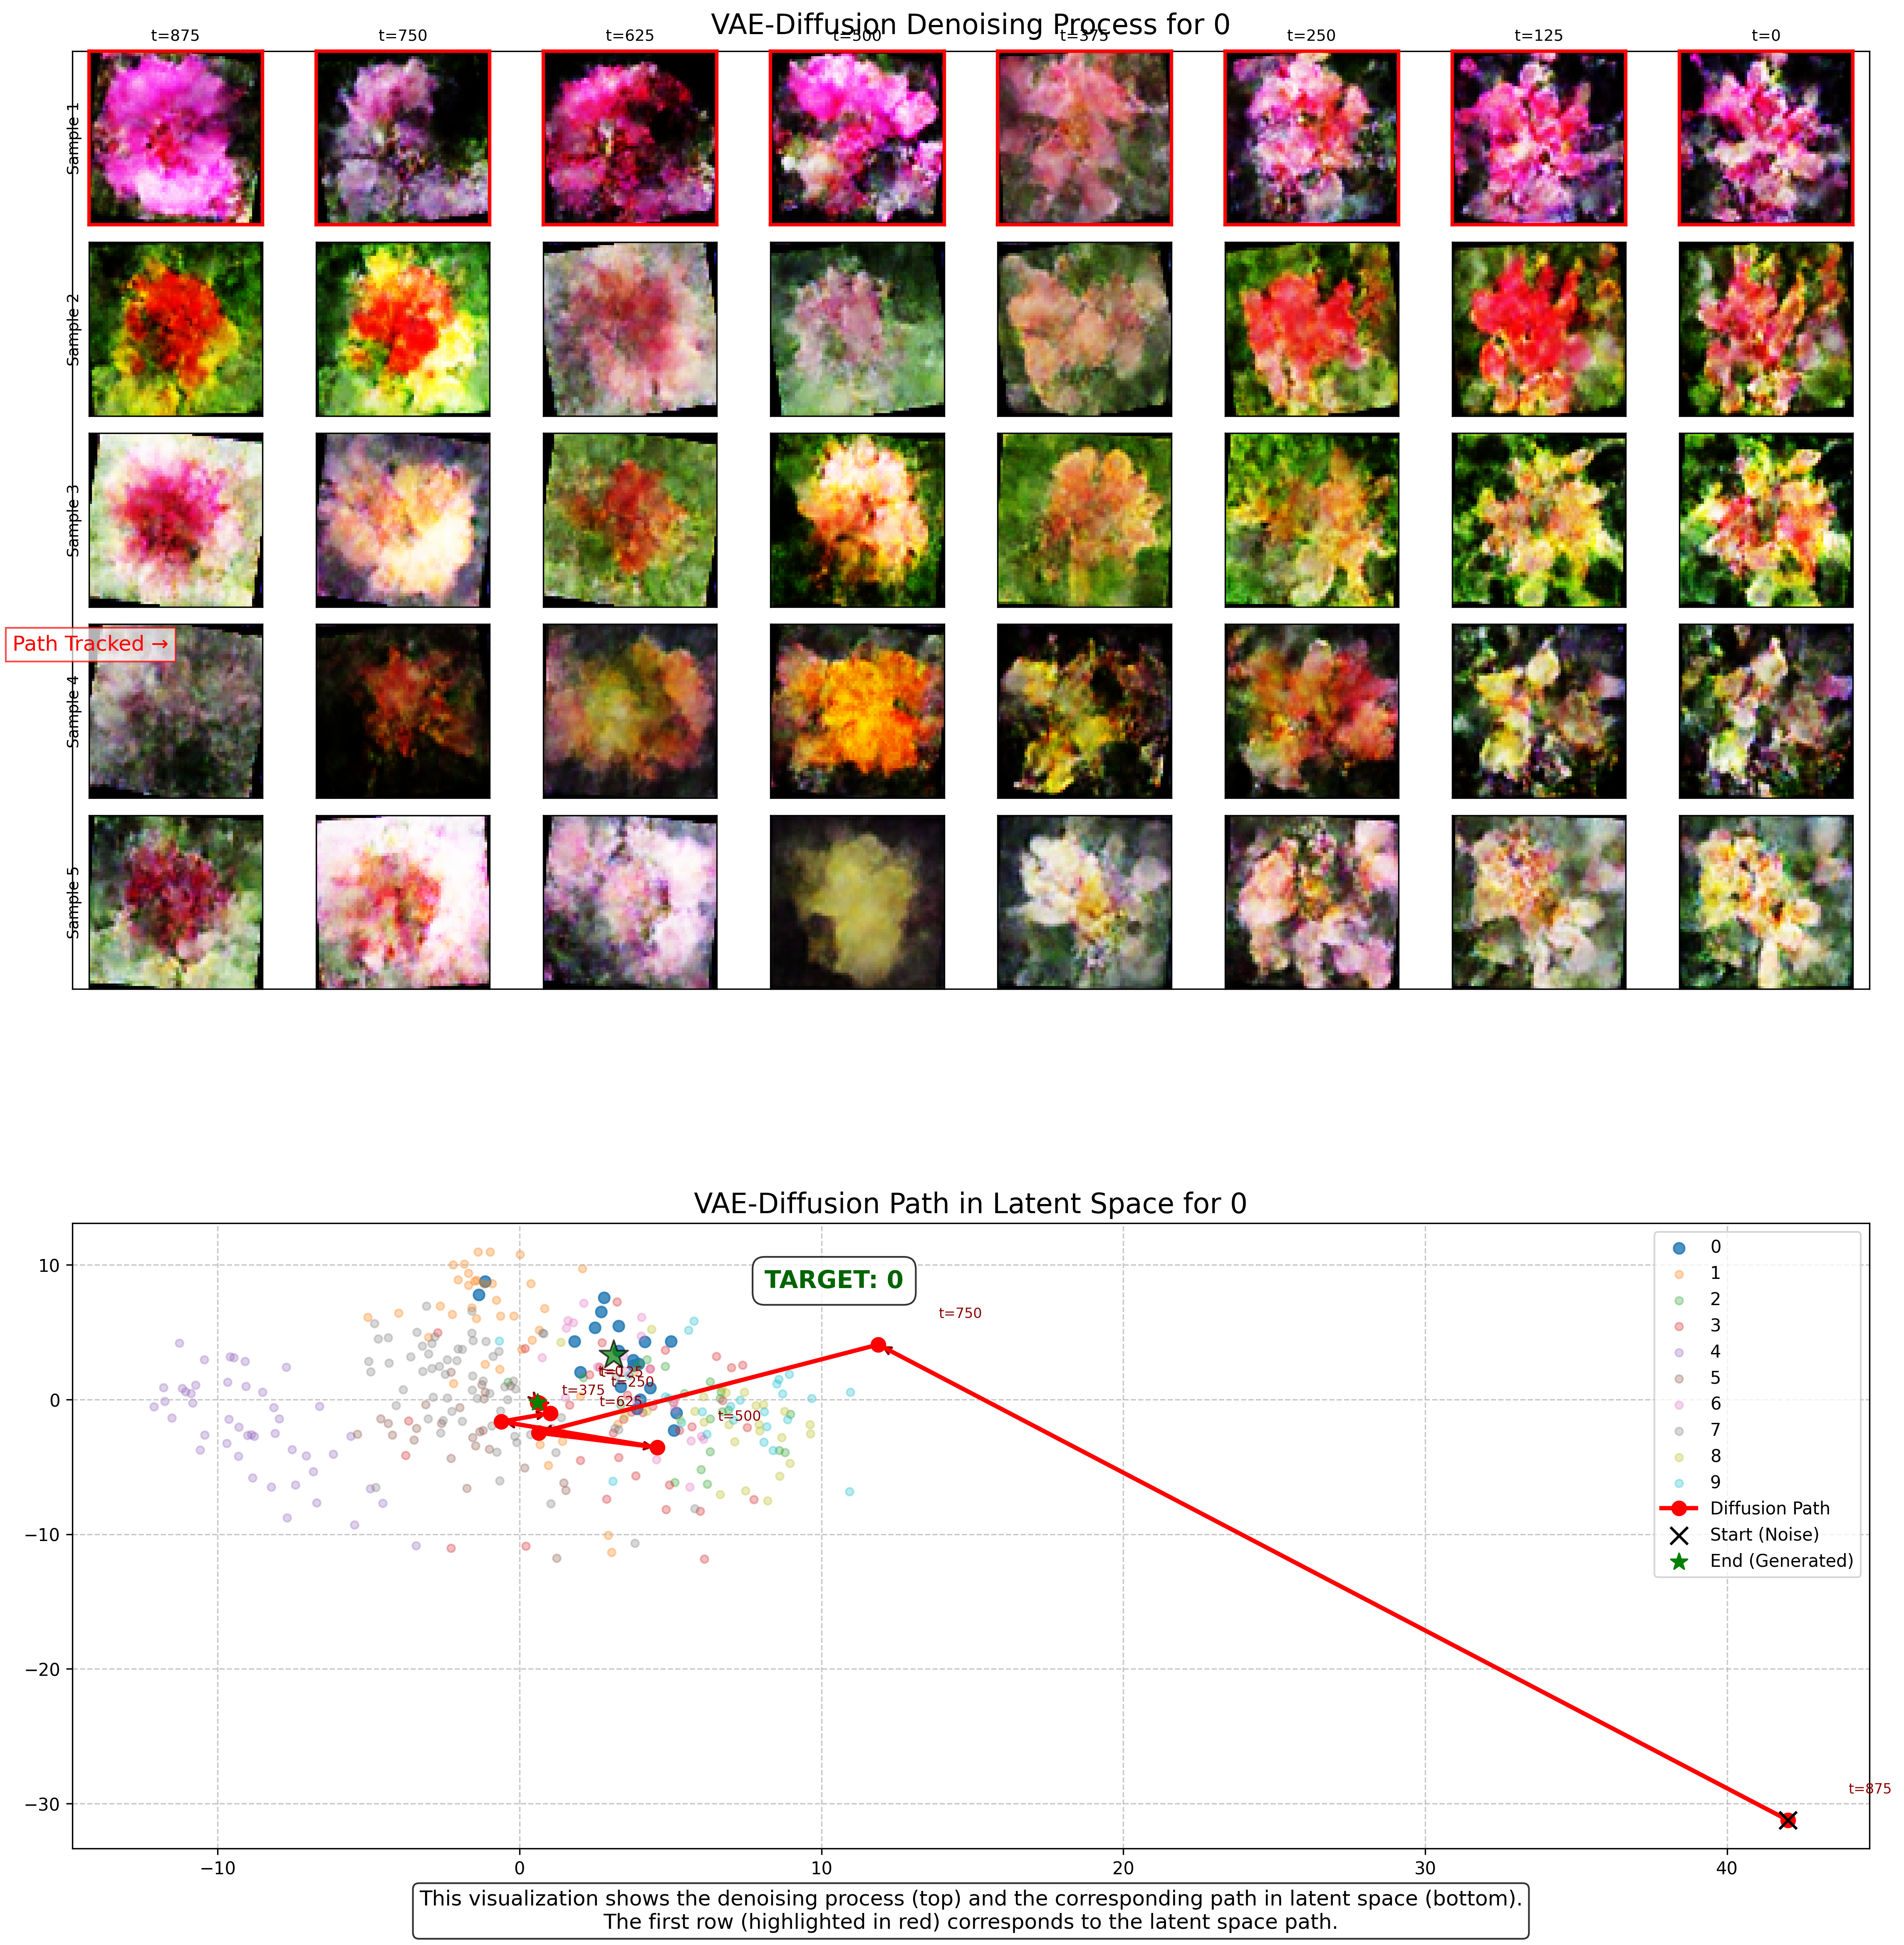 VAE-Diffusion Denoising Process for 0
t=875
t=750
t=625
t=500
t=375
t=250
t=125
t=0
Sample 1
Sample 2
Sample 3
Path Tracked →
Sample 4
Sample 5
VAE-Diffusion Path in Latent Space for 0
10
0
−10
−20
−30
−10
0
10
20
30
40
TARGET: 0
t=750
t=250
t=375
t=625
t=500
t=875
0
1
2
3
4
5
6
7
8
9
Diffusion Path
Start (Noise)
End (Generated)
This visualization shows the denoising process (top) and the corresponding path in latent space (bottom).
The first row (highlighted in red) corresponds to the latent space path.